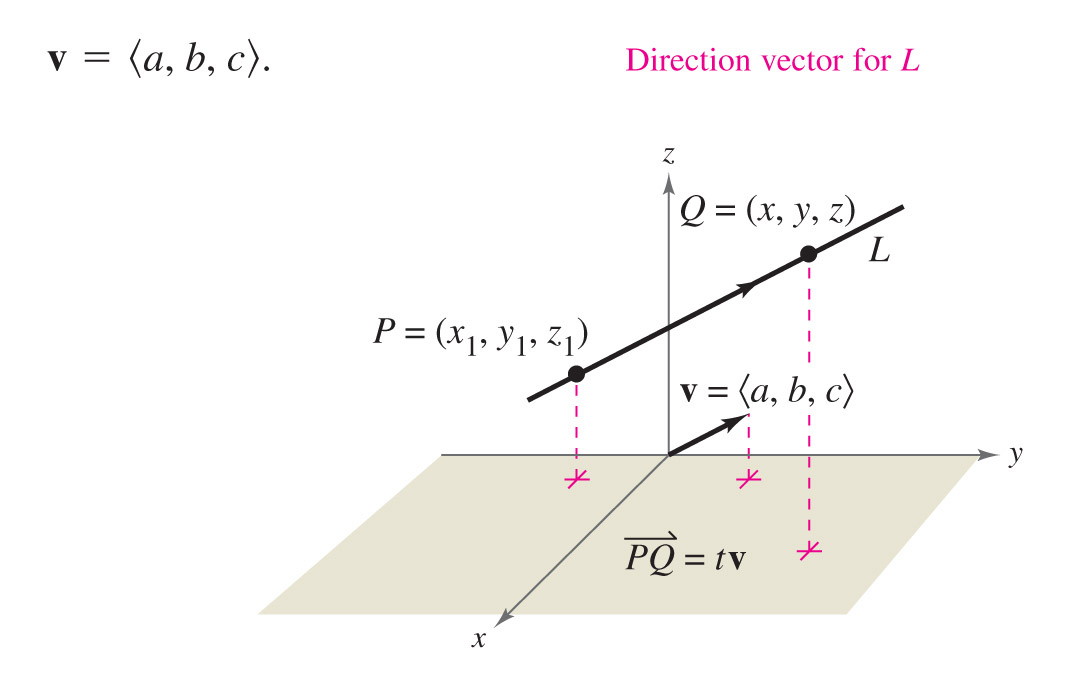 v = ⟨a, b, c⟩.
Direction vector for L
z
Q = (x, y, z)
L
P = (x₁, y₁, z₁)
v = ⟨a, b, c⟩
y
PQ⃗ = tv
x